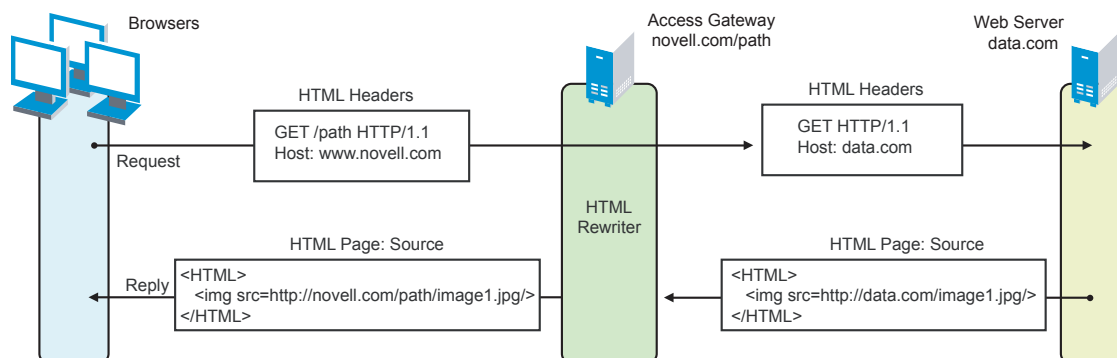 Browsers
Access Gateway
novell.com/path
Web Server
data.com
HTML Headers
GET /path HTTP/1.1
Host: www.novell.com
HTML Headers
GET HTTP/1.1
Host: data.com
Request
HTML
Rewriter
HTML Page: Source
<HTML>
<img src=http://novell.com/path/image1.jpg/>
</HTML>
Reply
HTML Page: Source
<HTML>
<img src=http://data.com/image1.jpg/>
</HTML>